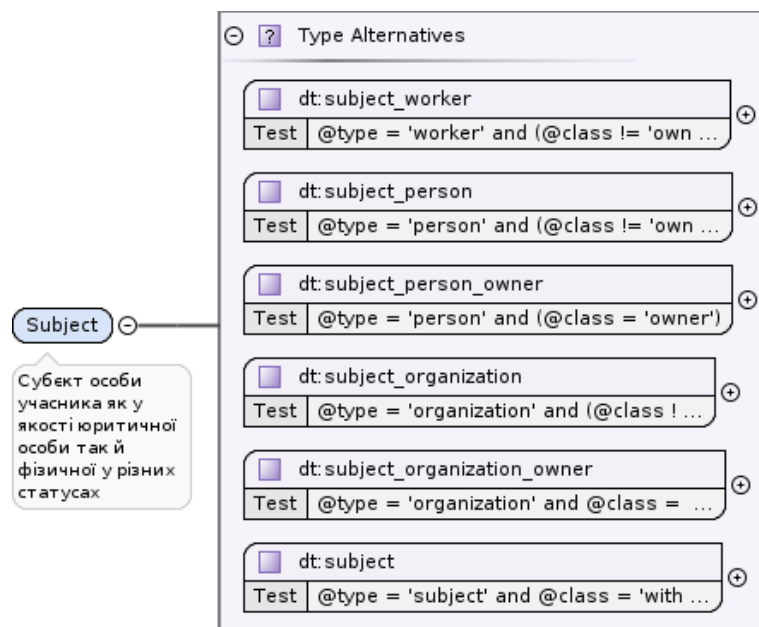 Type Alternatives
dt:subject_worker
Test @type = 'worker' and (@class != 'own ...
dt:subject_person
Test @type = 'person' and (@class != 'own ...
dt:subject_person_owner
Test @type = 'person' and (@class = 'owner')
Subject
Субєкт особи
учасника як у
якості юритичної
особи так й
фізичної у різних
статусах
dt:subject_organization
Test @type = 'organization' and (@class ! ...
dt:subject_organization_owner
Test @type = 'organization' and @class = ...
dt:subject
Test @type = 'subject' and @class = 'with ...